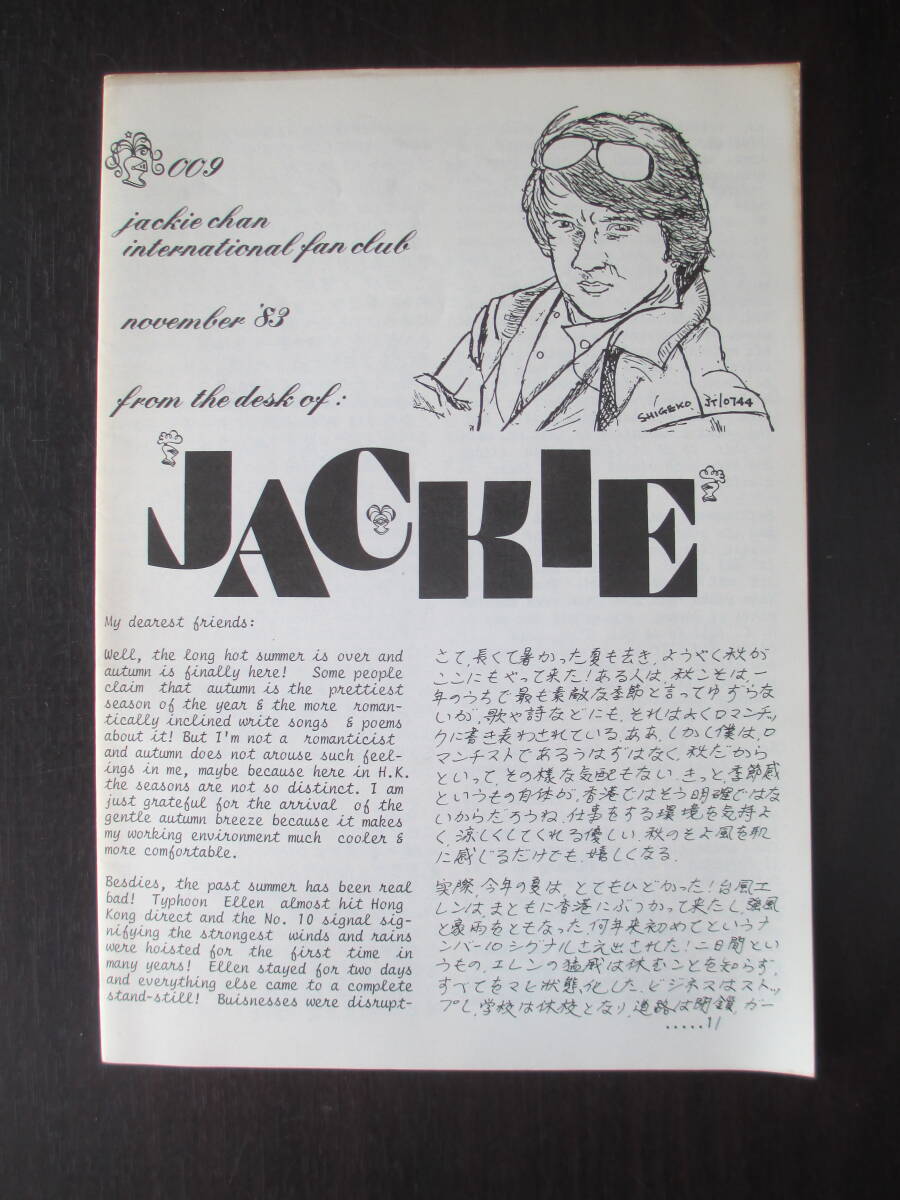 009
jackie chan
international fan club
november '83
from the desk of:
SHIGEKO J5/0744
JACKIE
My dearest friends:
Well, the long hot summer is over and
autumn is finally here! Some people
claim that autumn is the prettiest
season of the year & the more roman-
tically inclined write songs & poems
about it! But I'm not a romanticist
and autumn does not arouse such feel-
ings in me, maybe because here in H.K.
the seasons are not so distinct. I am
just grateful for the arrival of the
gentle autumn breeze because it makes
my working environment much cooler &
more comfortable.
Besdies, the past summer has been real
bad! Typhoon Ellen almost hit Hong
Kong direct and the No. 10 signal sig-
nifying the strongest winds and rains
were hoisted for the first time in
many years! Ellen stayed for two days
and everything else came to a complete
stand-still! Buisnesses were disrupt-
さて、長くて暑かった夏も去き、ようやく秋が
ここにもやって来た!ある人は、秋こそは、一
年のうちで最も素敵な季節と言ってゆずらな
いが、歌や詩などにも、それはよくロマンチッ
クに書き表わされている。ああ、しかし僕は、ロ
マンチストであるうはずはなく、秋だから
といって、その様な気配もない。きっと、季節感
というもの自体が、香港ではそう明確ではな
いからだろうね。仕事をする環境を気持よ
く、涼しくしてくれる優しい秋のそよ風を肌
に感じるだけでも、嬉しくなる。
実際、今年の夏は、とてもひどかった!台風エ
レンは、まともに香港にぶつかって来たし、強風
と豪雨をともなった、何年来初めてというナ
ンバー10シグナルさえ出された!二日間とい
うもの、エレンの猛威は休むことを知らず、
すべてをマヒ状態化した。ビジネスはストッ
プし、学校は休校となり、道路は閉鎖、ガー
.....1/